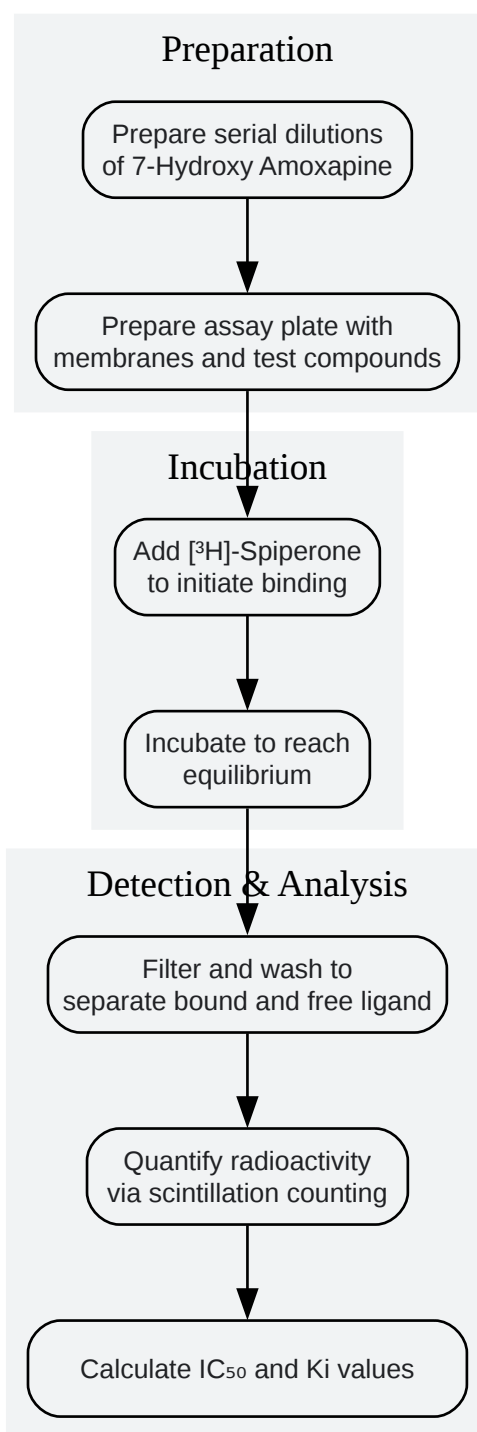 Preparation
Prepare serial dilutions
of 7-Hydroxy Amoxapine
Prepare assay plate with
membranes and test compounds
Incubation
Add [³H]-Spiperone
to initiate binding
Incubate to reach
equilibrium
Detection & Analysis
Filter and wash to
separate bound and free ligand
Quantify radioactivity
via scintillation counting
Calculate IC₅₀ and Ki values